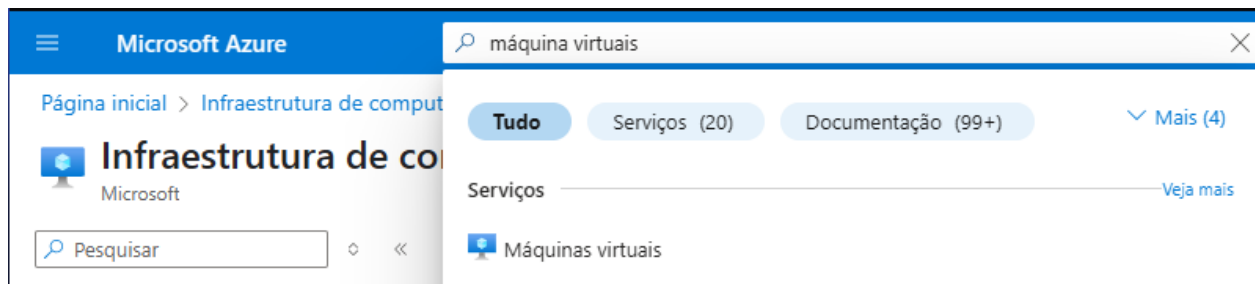 Microsoft Azure
máquina virtuais
Página inicial > Infraestrutura de comput
Tudo
Serviços (20)
Documentação (99+)
Mais (4)
Infraestrutura de co
Microsoft
Serviços
Veja mais
Pesquisar
Máquinas virtuais